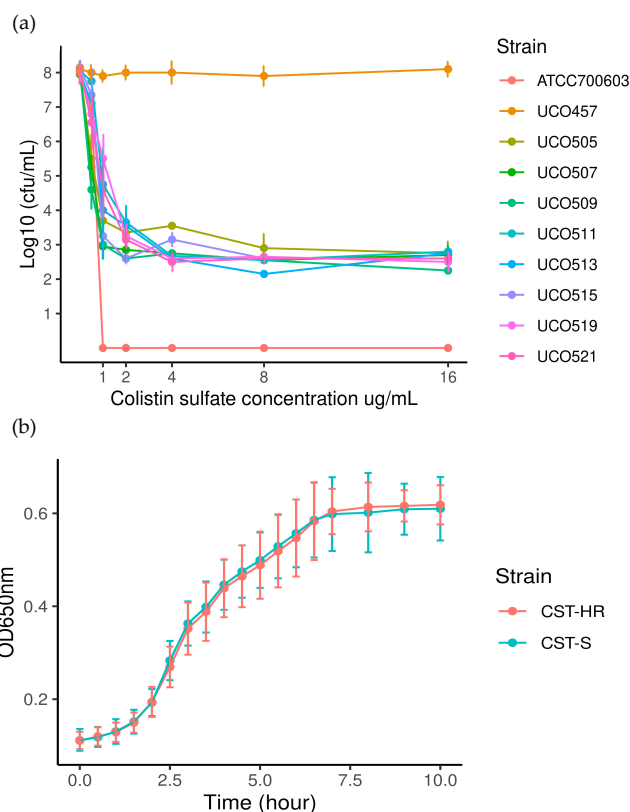 (a)
Log10 (cfu/mL)
8
7
6
5
4
3
2
1
1 2 4 8 16
Colistin sulfate concentration ug/mL
Strain
ATCC700603
UCO457
UCO505
UCO507
UCO509
UCO511
UCO513
UCO515
UCO519
UCO521
(b)
OD650nm
0.6
0.4
0.2
0.0 2.5 5.0 7.5 10.0
Time (hour)
Strain
CST-HR
CST-S